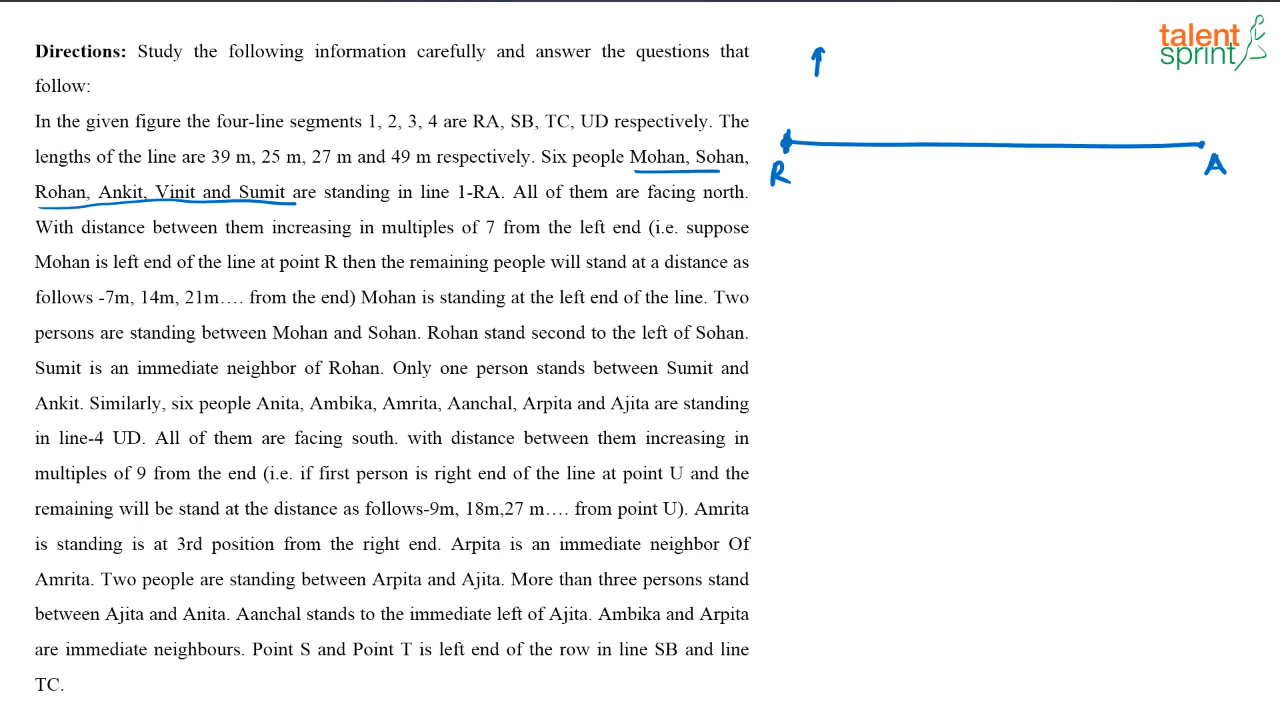 talent
sprint
Directions: Study the following information carefully and answer the questions that
follow:
In the given figure the four-line segments 1, 2, 3, 4 are RA, SB, TC, UD respectively. The
lengths of the line are 39 m, 25 m, 27 m and 49 m respectively. Six people Mohan, Sohan,
Rohan, Ankit, Vinit and Sumit are standing in line 1-RA. All of them are facing north.
With distance between them increasing in multiples of 7 from the left end (i.e. suppose
Mohan is left end of the line at point R then the remaining people will stand at a distance as
follows -7m, 14m, 21m…. from the end) Mohan is standing at the left end of the line. Two
persons are standing between Mohan and Sohan. Rohan stand second to the left of Sohan.
Sumit is an immediate neighbor of Rohan. Only one person stands between Sumit and
Ankit. Similarly, six people Anita, Ambika, Amrita, Aanchal, Arpita and Ajita are standing
in line-4 UD. All of them are facing south. with distance between them increasing in
multiples of 9 from the end (i.e. if first person is right end of the line at point U and the
remaining will be stand at the distance as follows-9m, 18m,27 m…. from point U). Amrita
is standing is at 3rd position from the right end. Arpita is an immediate neighbor Of
Amrita. Two people are standing between Arpita and Ajita. More than three persons stand
between Ajita and Anita. Aanchal stands to the immediate left of Ajita. Ambika and Arpita
are immediate neighbours. Point S and Point T is left end of the row in line SB and line
TC.
R A